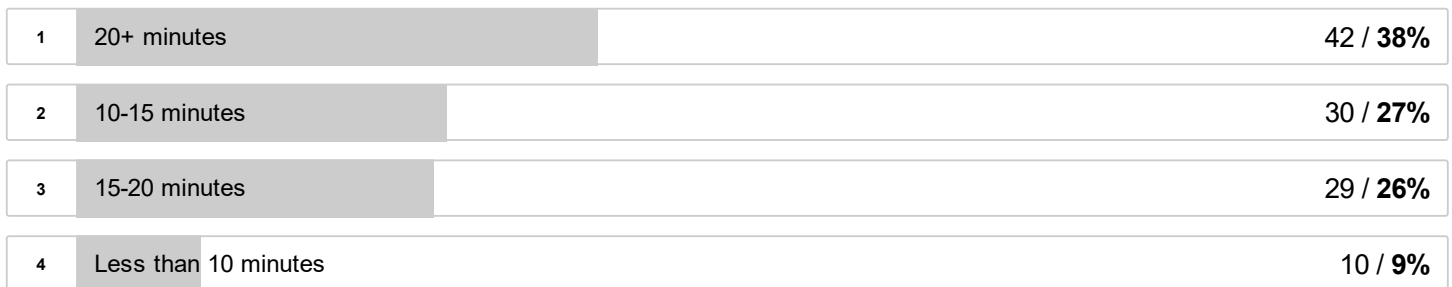 1 20+ minutes 42 / 38%
2 10-15 minutes 30 / 27%
3 15-20 minutes 29 / 26%
4 Less than 10 minutes 10 / 9%